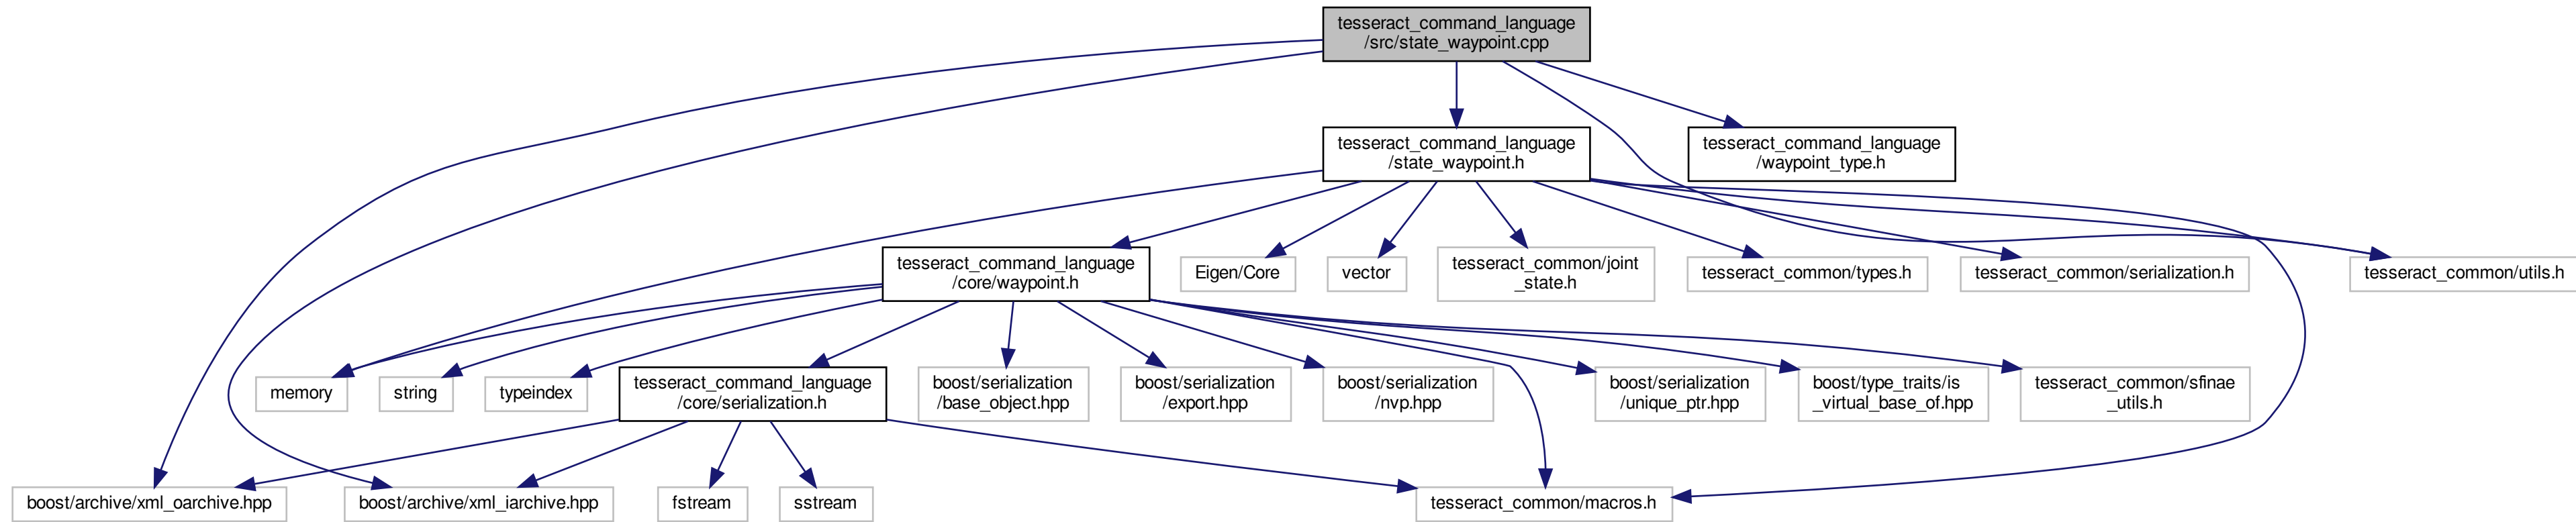 tesseract_command_language
/src/state_waypoint.cpp
tesseract_command_language
/state_waypoint.h
tesseract_command_language
/waypoint_type.h
tesseract_command_language
/core/waypoint.h
Eigen/Core
vector
tesseract_common/joint
_state.h
tesseract_common/types.h
tesseract_common/serialization.h
tesseract_common/utils.h
memory
string
typeindex
tesseract_command_language
/core/serialization.h
boost/serialization
/base_object.hpp
boost/serialization
/export.hpp
boost/serialization
/nvp.hpp
boost/serialization
/unique_ptr.hpp
boost/type_traits/is
_virtual_base_of.hpp
tesseract_common/sfinae
_utils.h
boost/archive/xml_oarchive.hpp
boost/archive/xml_iarchive.hpp
fstream
sstream
tesseract_common/macros.h